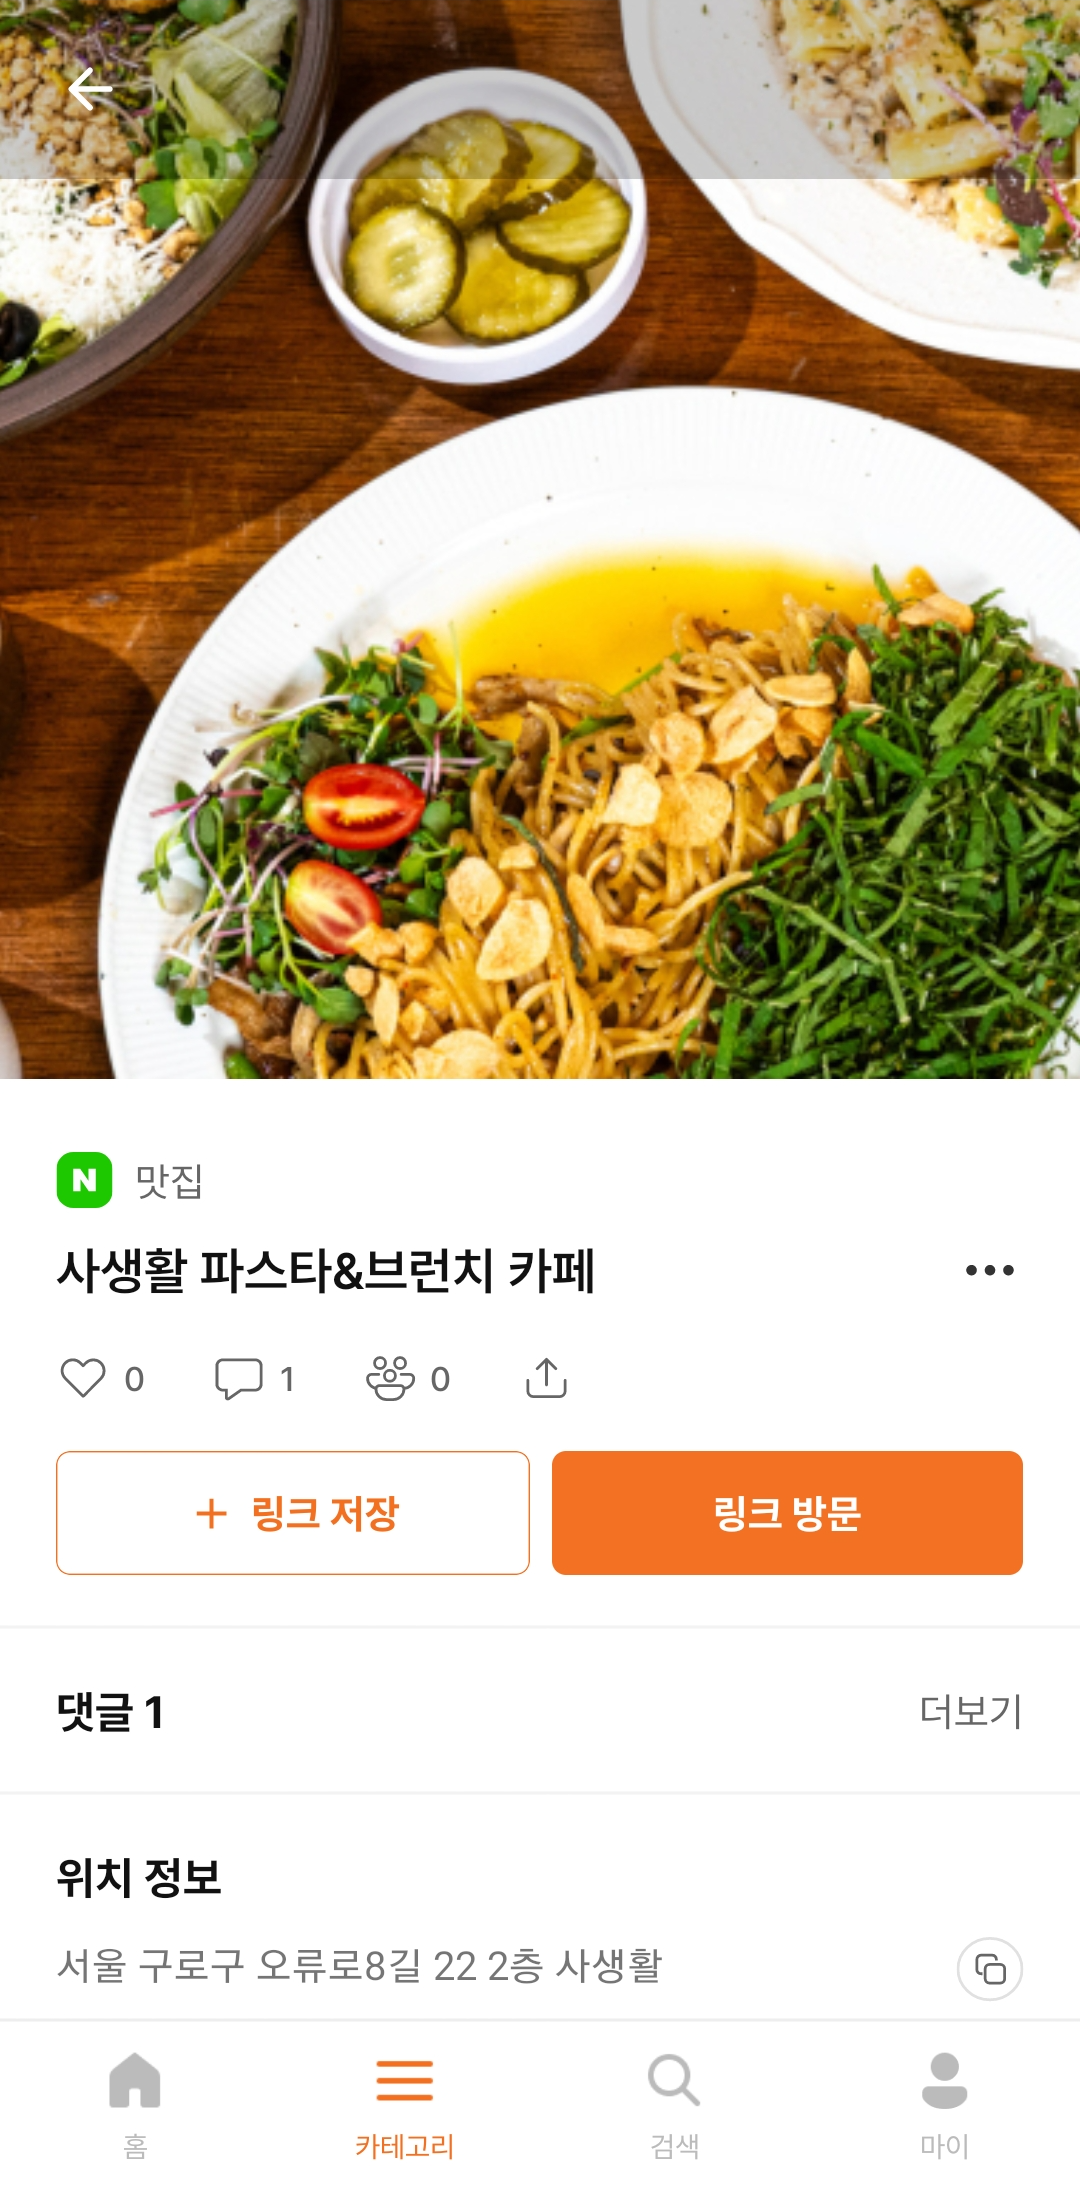 N 맛집
사생활 파스타&브런치 카페
0 1 0
링크 저장 링크 방문
댓글 1 더보기
위치 정보
서울 구로구 오류로8길 22 2층 사생활
홈 카테고리 검색 마이